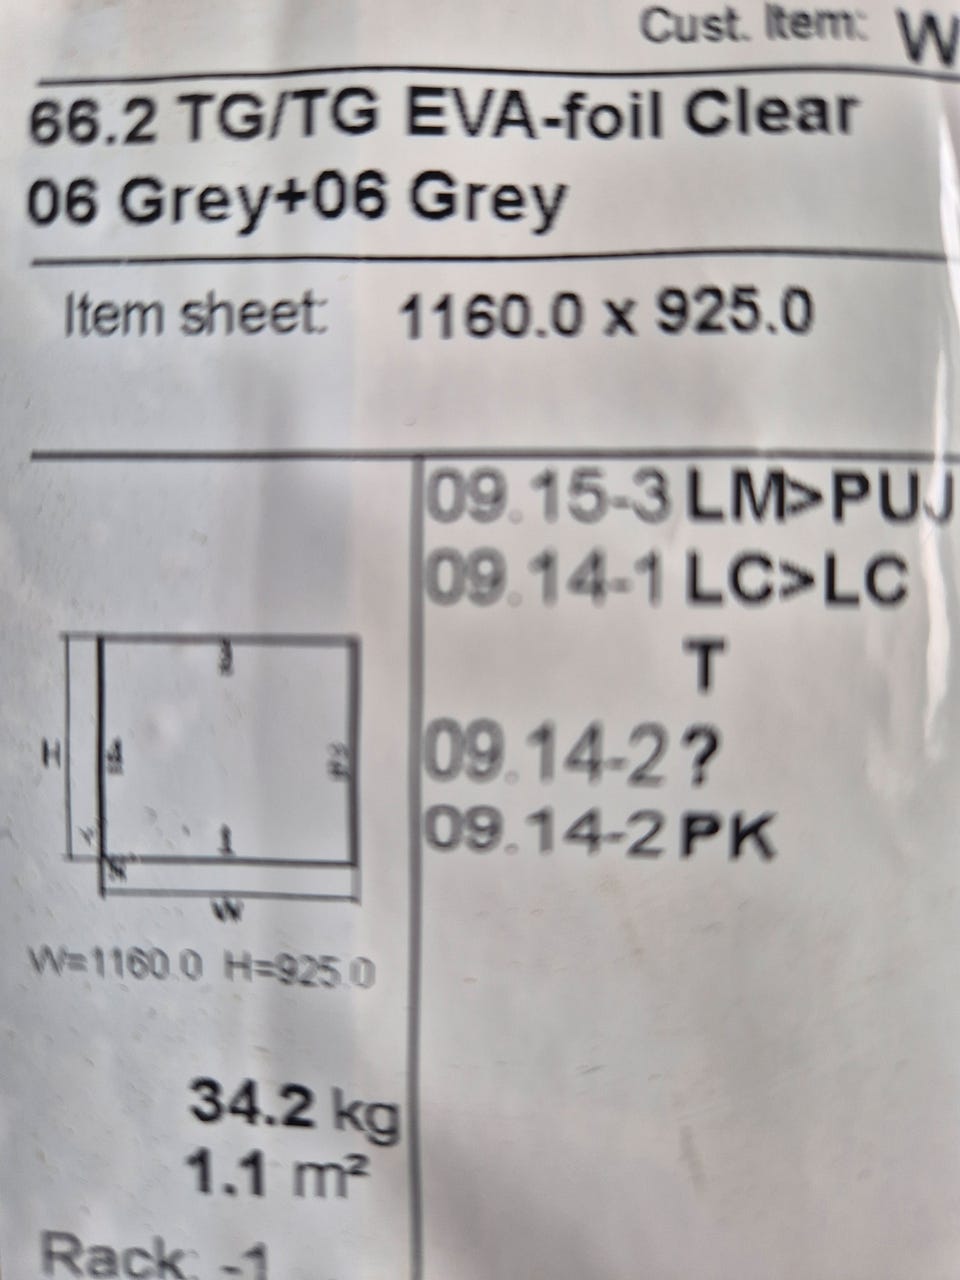 Cust. Item: W
66.2 TG/TG EVA-foil Clear
06 Grey+06 Grey
Item sheet: 1160.0 x 925.0
09.15-3 LM>PUJ
09.14-1 LC>LC
T
09.14-2 ?
09.14-2 PK
H
1
W
W=1160.0 H=925.0
34.2 kg
1.1 m²
Rack: -1